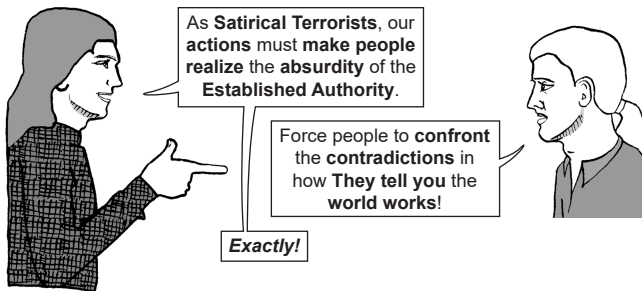 As Satirical Terrorists, our
actions must make people
realize the absurdity of the
Established Authority.
Force people to confront
the contradictions in
how They tell you the
world works!
Exactly!